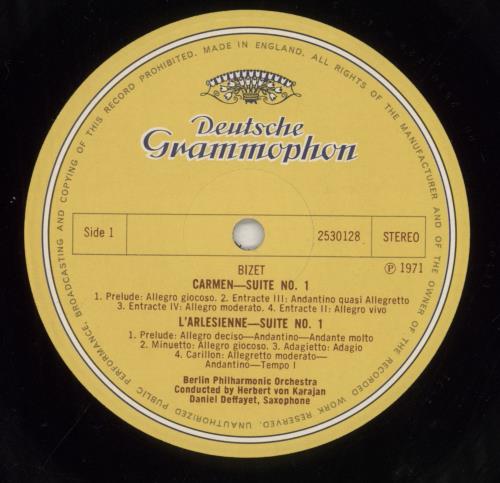 MADE IN ENGLAND. ALL RIGHTS OF THE MANUFACTURER AND OF THE OWNER OF THE RECORDED WORK RESERVED. UNAUTHORIZED PUBLIC PERFORMANCE, BROADCASTING AND COPYING OF THIS RECORD PROHIBITED.
Deutsche
Grammophon
Side 1
2530128
STEREO
BIZET
℗ 1971
CARMEN—SUITE NO. 1
1. Prelude: Allegro giocoso. 2. Entracte III: Andantino quasi Allegretto
3. Entracte IV: Allegro moderato. 4. Entracte II: Allegro vivo
L'ARLESIENNE—SUITE NO. 1
1. Prelude: Allegro deciso—Andantino—Andante molto
2. Minuetto: Allegro giocoso. 3. Adagietto: Adagio
4. Carillon: Allegretto moderato—
Andantino—Tempo I
Berlin Philharmonic Orchestra
Conducted by Herbert von Karajan
Daniel Deffayet, Saxophone